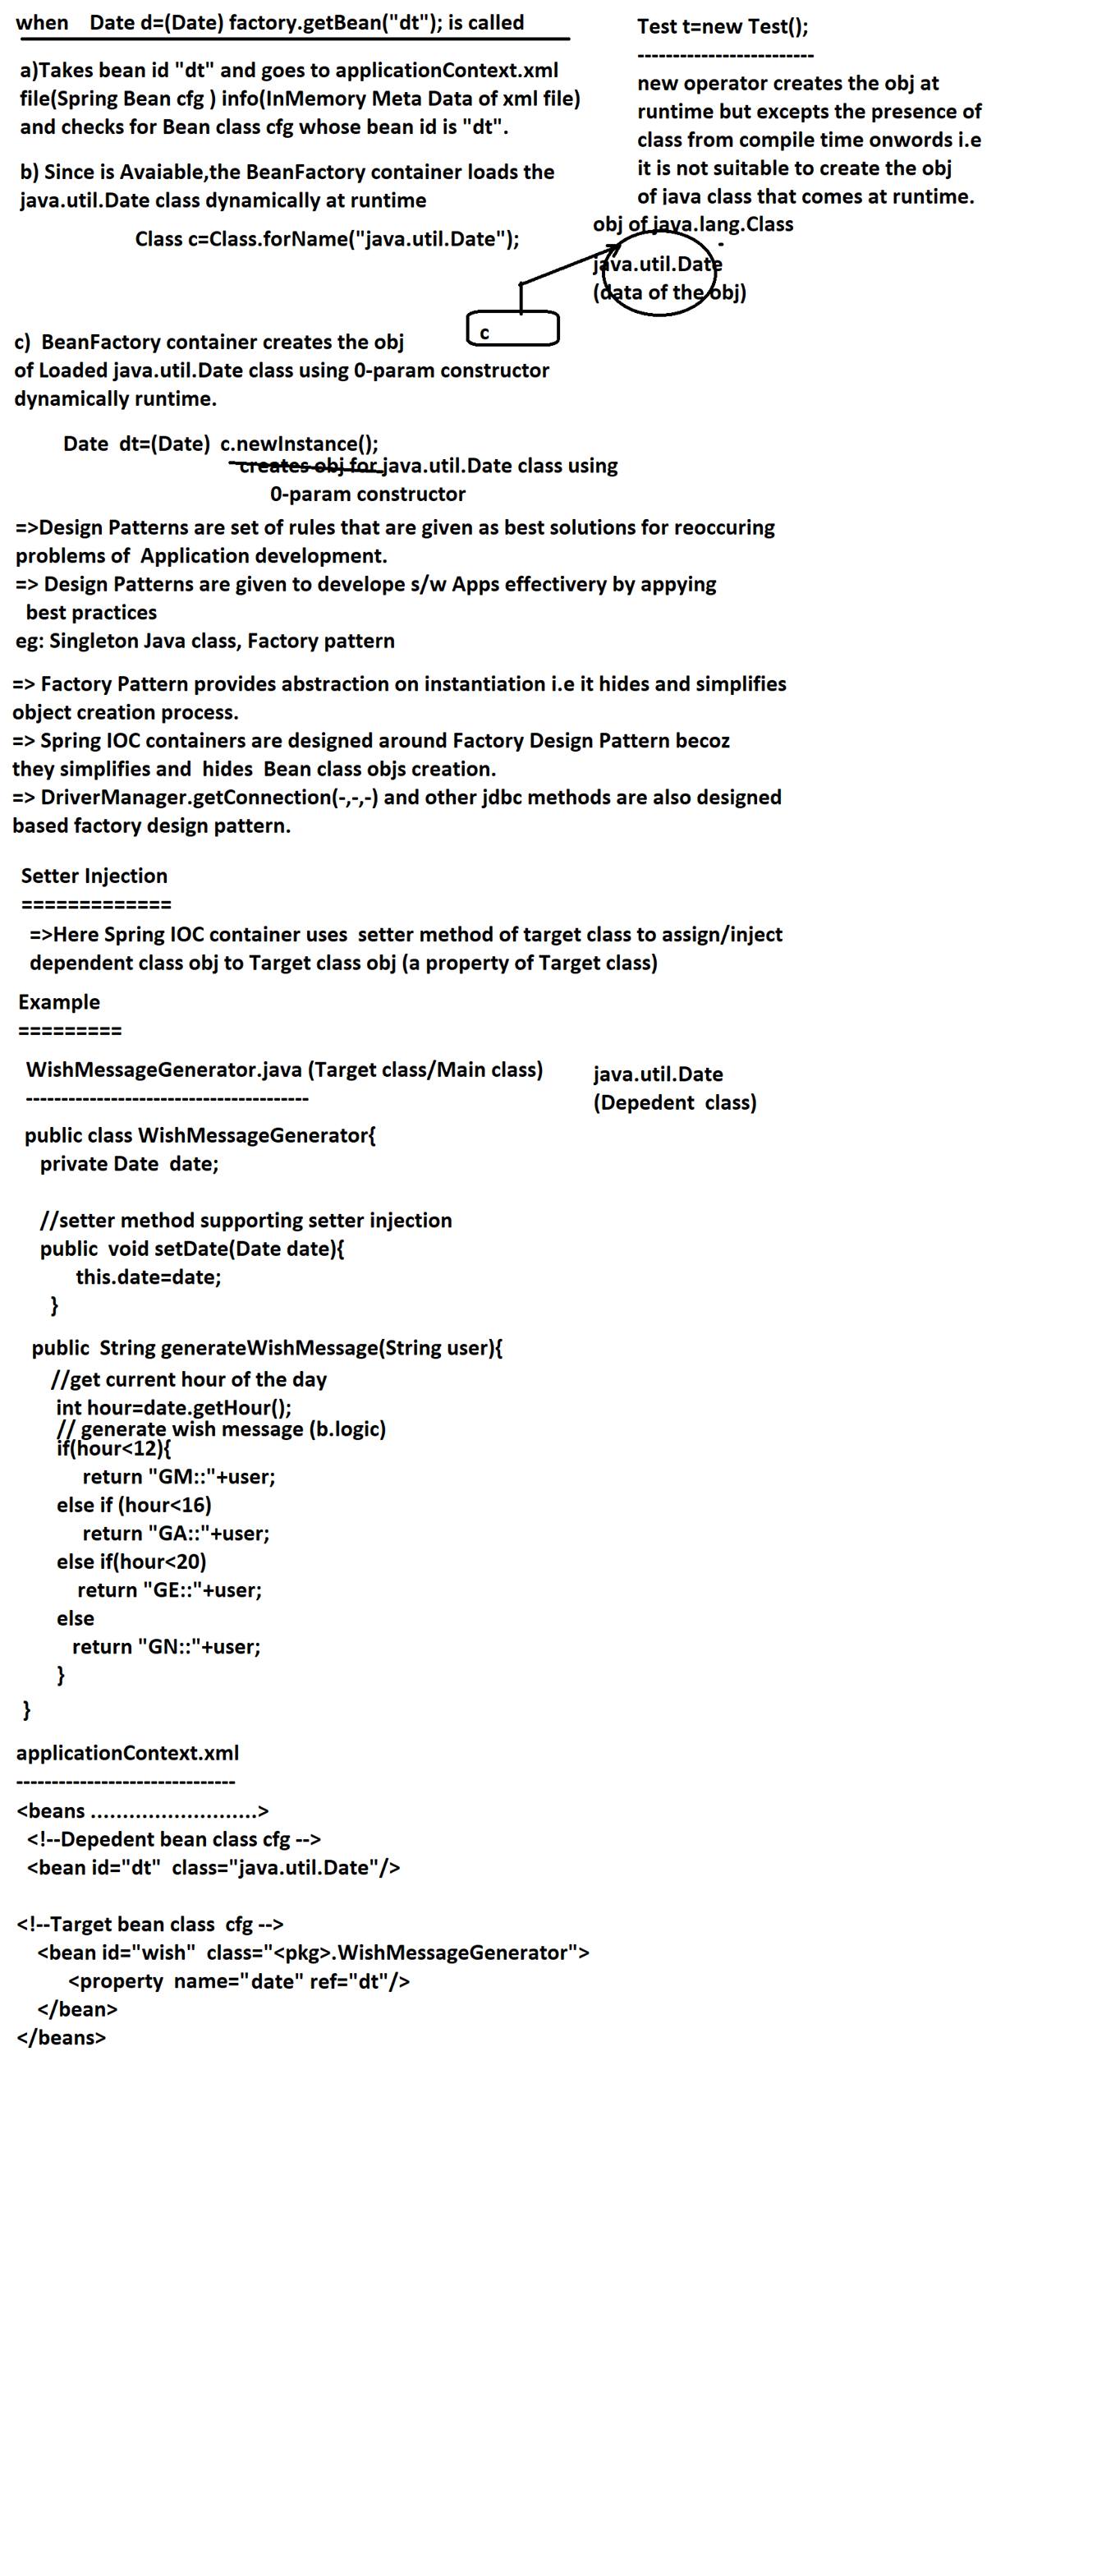 when    Date d=(Date) factory.getBean("dt"); is called
a)Takes bean id "dt" and goes to applicationContext.xml
file(Spring Bean cfg ) info(InMemory Meta Data of xml file)
and checks for Bean class cfg whose bean id is "dt".
b) Since is Avaiable,the BeanFactory container loads the
java.util.Date class dynamically at runtime
Class c=Class.forName("java.util.Date");
Test t=new Test();
-------------------------
new operator creates the obj at
runtime but excepts the presence of
class from compile time onwords i.e
it is not suitable to create the obj
of java class that comes at runtime.
obj of java.lang.Class
java.util.Date
(data of the obj)
c
c)  BeanFactory container creates the obj
of Loaded java.util.Date class using 0-param constructor
dynamically runtime.
Date  dt=(Date)  c.newInstance();
creates obj for java.util.Date class using
0-param constructor
=>Design Patterns are set of rules that are given as best solutions for reoccuring
problems of  Application development.
=> Design Patterns are given to develope s/w Apps effectivery by appying
best practices
eg: Singleton Java class, Factory pattern
=> Factory Pattern provides abstraction on instantiation i.e it hides and simplifies
object creation process.
=> Spring IOC containers are designed around Factory Design Pattern becoz
they simplifies and  hides  Bean class objs creation.
=> DriverManager.getConnection(-,-,-) and other jdbc methods are also designed
based factory design pattern.
Setter Injection
=============
=>Here Spring IOC container uses  setter method of target class to assign/inject
dependent class obj to Target class obj (a property of Target class)
Example
=========
WishMessageGenerator.java (Target class/Main class)
----------------------------------------
java.util.Date
(Depedent  class)
public class WishMessageGenerator{
private Date  date;
//setter method supporting setter injection
public  void setDate(Date date){
this.date=date;
}
public  String generateWishMessage(String user){
//get current hour of the day
int hour=date.getHour();
// generate wish message (b.logic)
if(hour<12){
return "GM::"+user;
else if (hour<16)
return "GA::"+user;
else if(hour<20)
return "GE::"+user;
else
return "GN::"+user;
}
}
applicationContext.xml
-------------------------------
<beans ..........................>
<!--Depedent bean class cfg -->
<bean id="dt"  class="java.util.Date"/>
<!--Target bean class  cfg -->
<bean id="wish"  class="<pkg>.WishMessageGenerator">
<property  name="date" ref="dt"/>
</bean>
</beans>